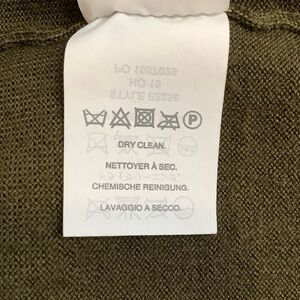 P
DRY CLEAN.
NETTOYER À SEC.
CHEMISCHE REINIGUNG.
LAVAGGIO A SECCO.